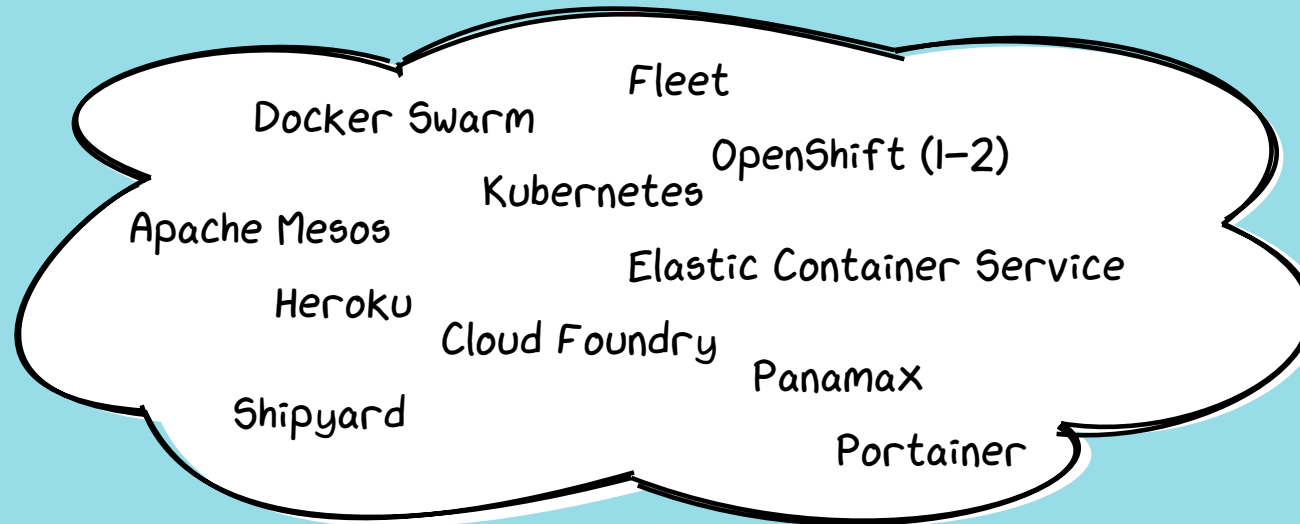 Fleet
Docker Swarm
OpenShift (1-2)
Kubernetes
Apache Mesos
Elastic Container Service
Heroku
Cloud Foundry
Panamax
Shipyard
Portainer